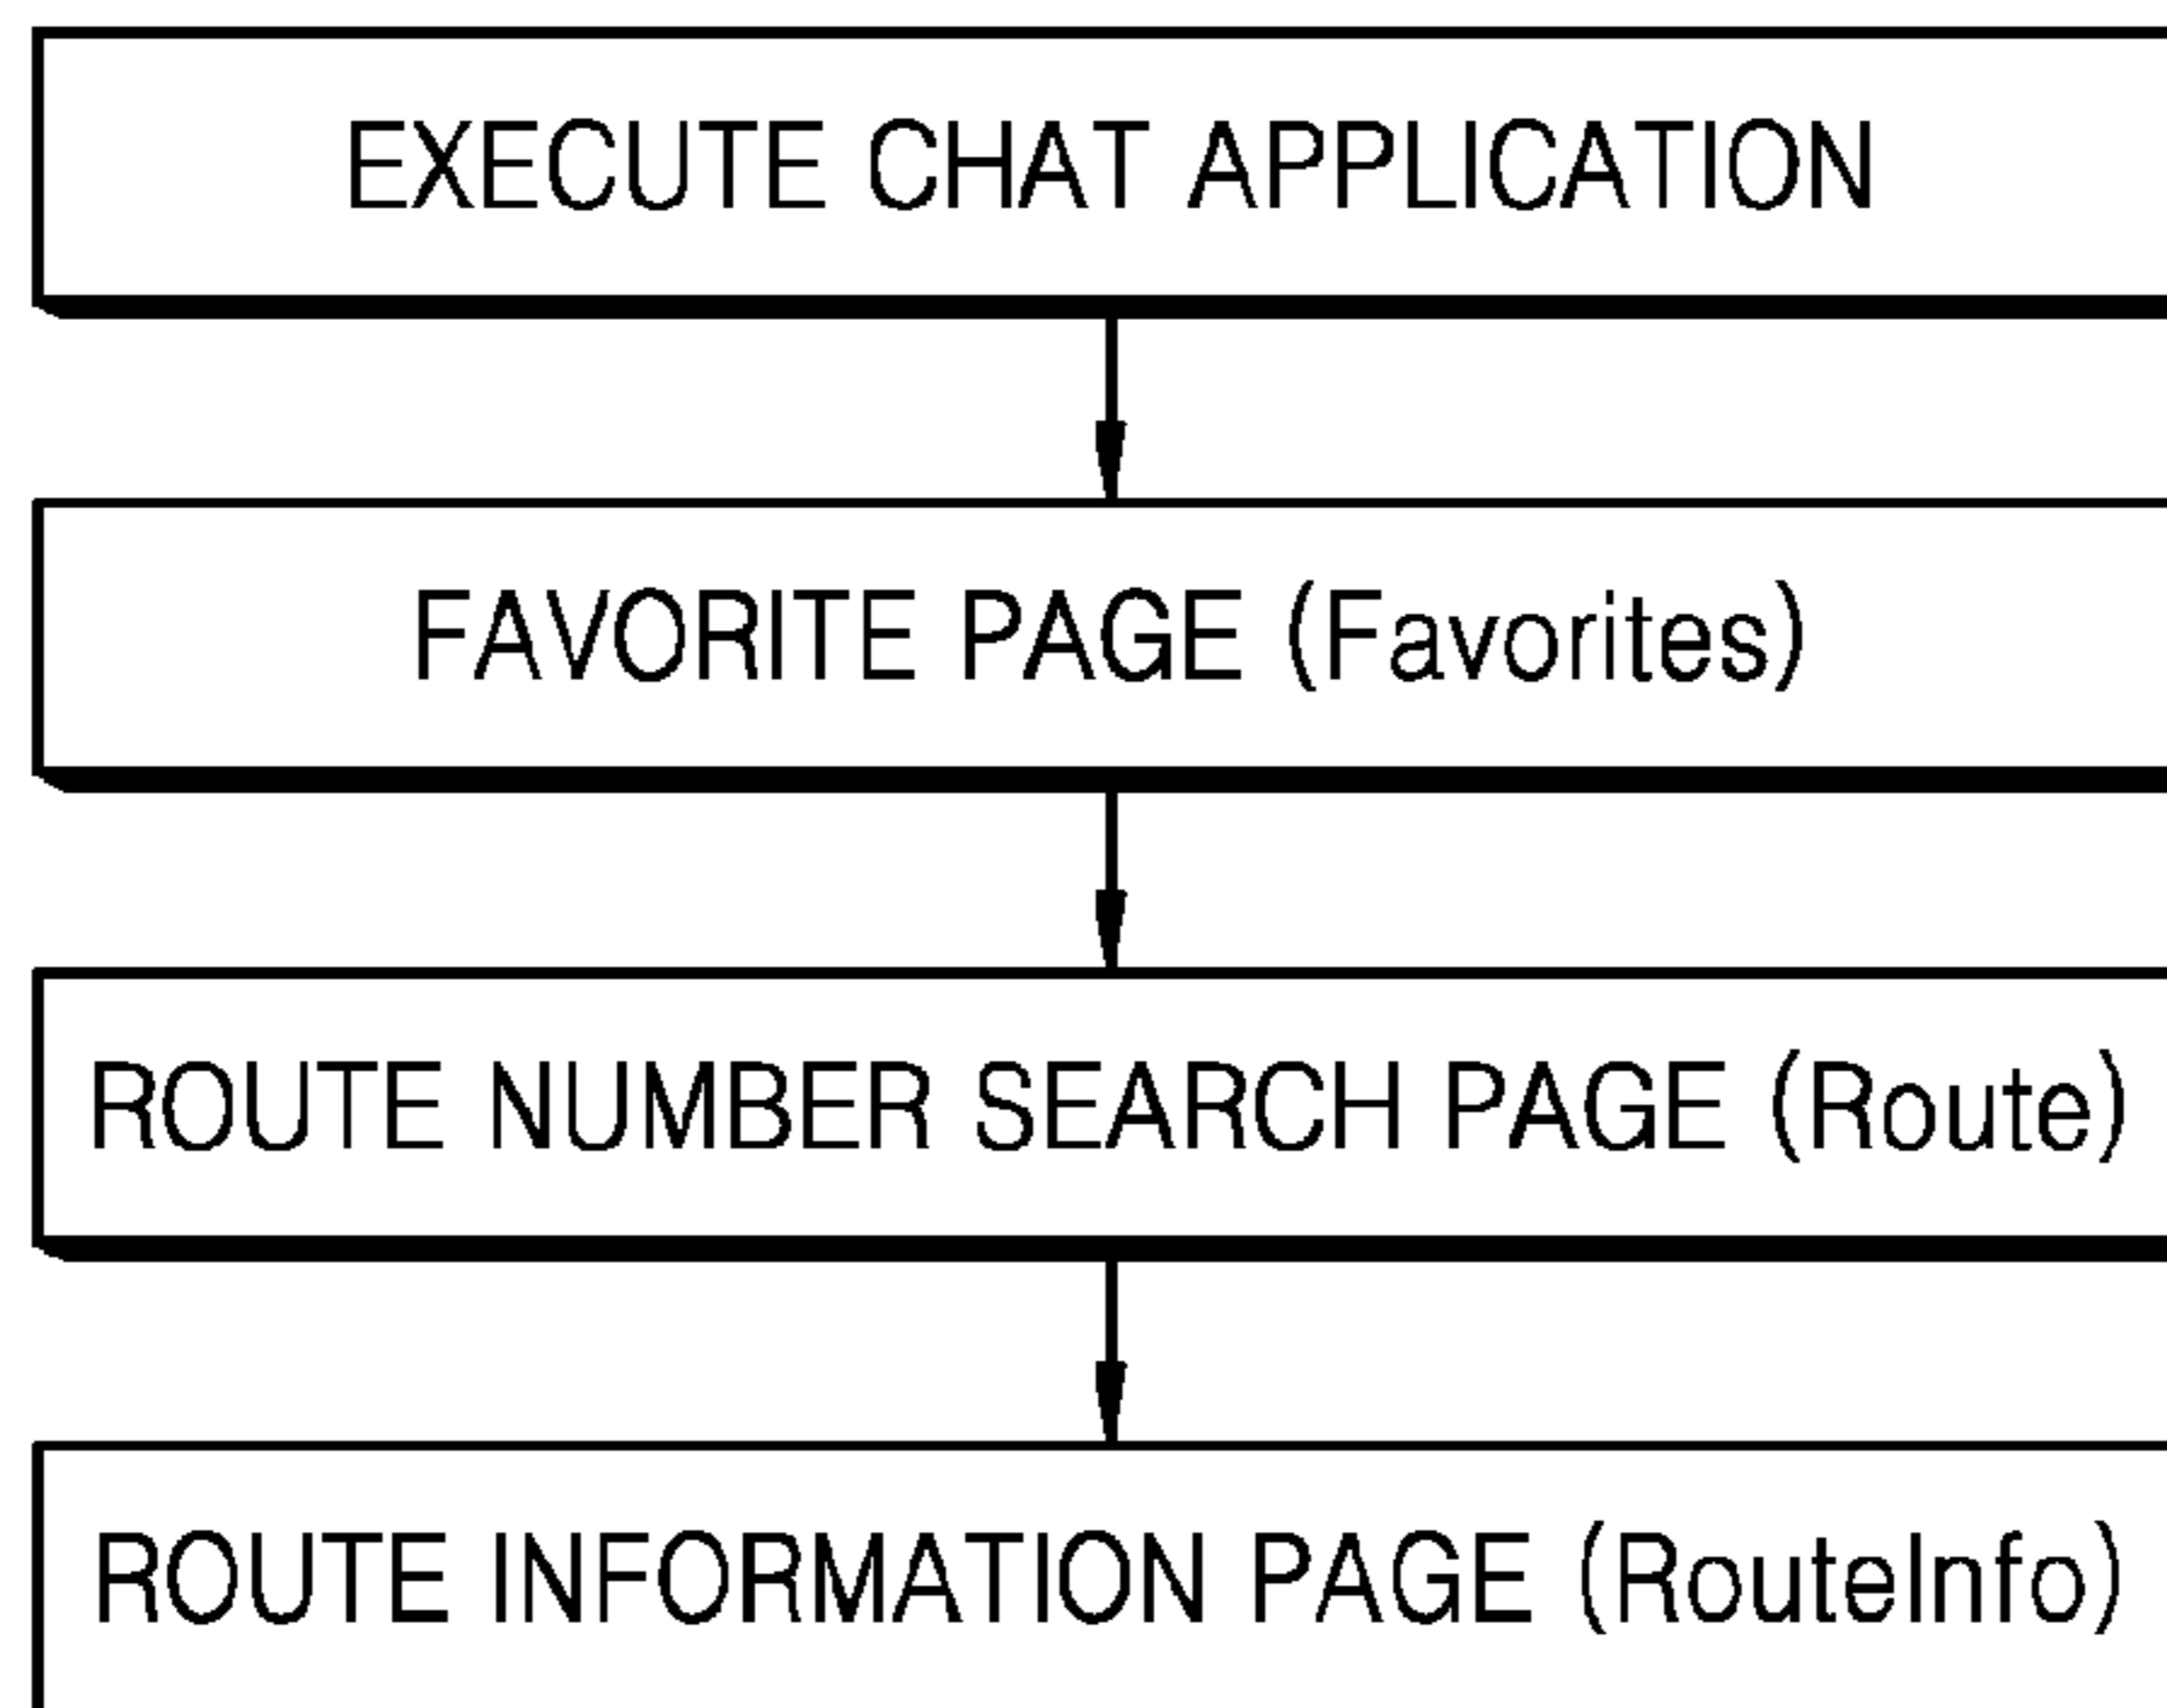 EXECUTE CHAT APPLICATION
FAVORITE PAGE (Favorites)
ROUTE NUMBER SEARCH PAGE (Route)
ROUTE INFORMATION PAGE (RouteInfo)